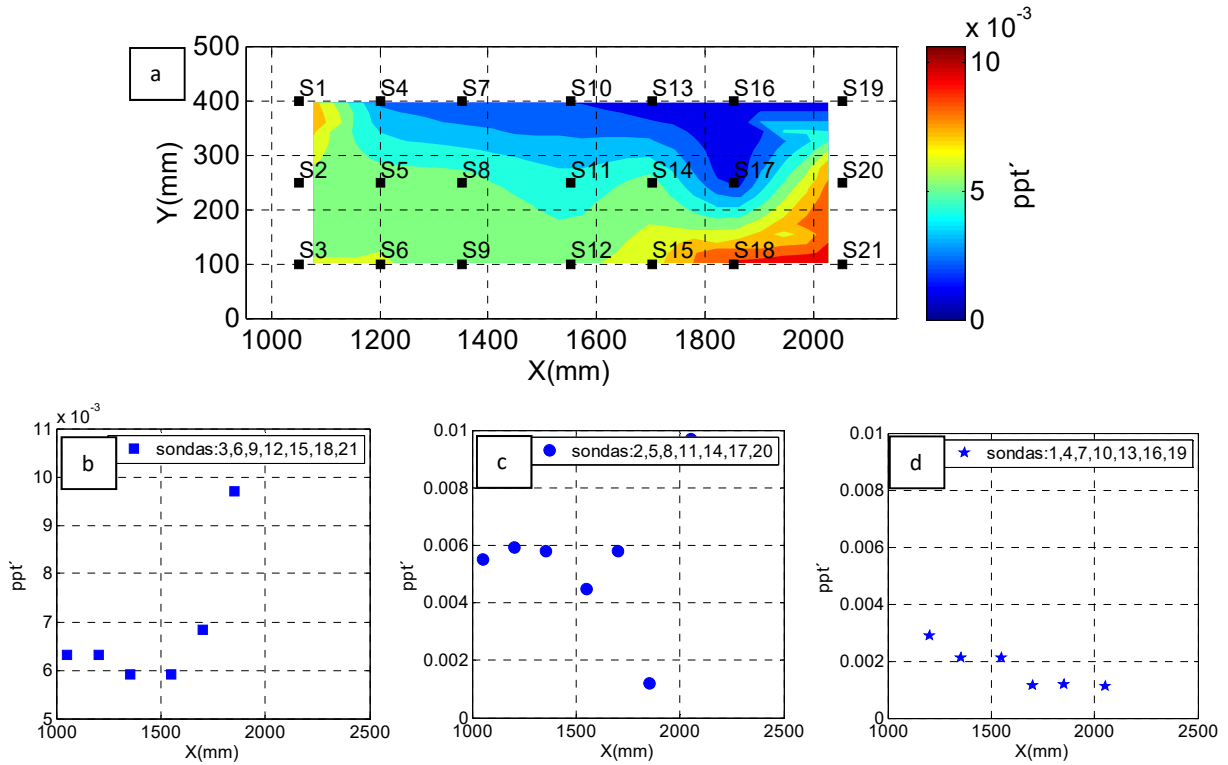 x 10⁻³
a
500
400
300
200
100
0
Y(mm)
S1 S4 S7 S10 S13 S16 S19
S2 S5 S8 S11 S14 S17 S20
S3 S6 S9 S12 S15 S18 S21
1000 1200 1400 1600 1800 2000
X(mm)
10
5
0
ppt´
x 10⁻³
b
sondas:3,6,9,12,15,18,21
11
10
9
8
7
6
5
ppt´
1000 1500 2000 2500
X(mm)
c
sondas:2,5,8,11,14,17,20
0.01
0.008
0.006
0.004
0.002
0
ppt´
1000 1500 2000 2500
X(mm)
d
sondas:1,4,7,10,13,16,19
0.01
0.008
0.006
0.004
0.002
0
ppt´
1000 1500 2000 2500
X(mm)